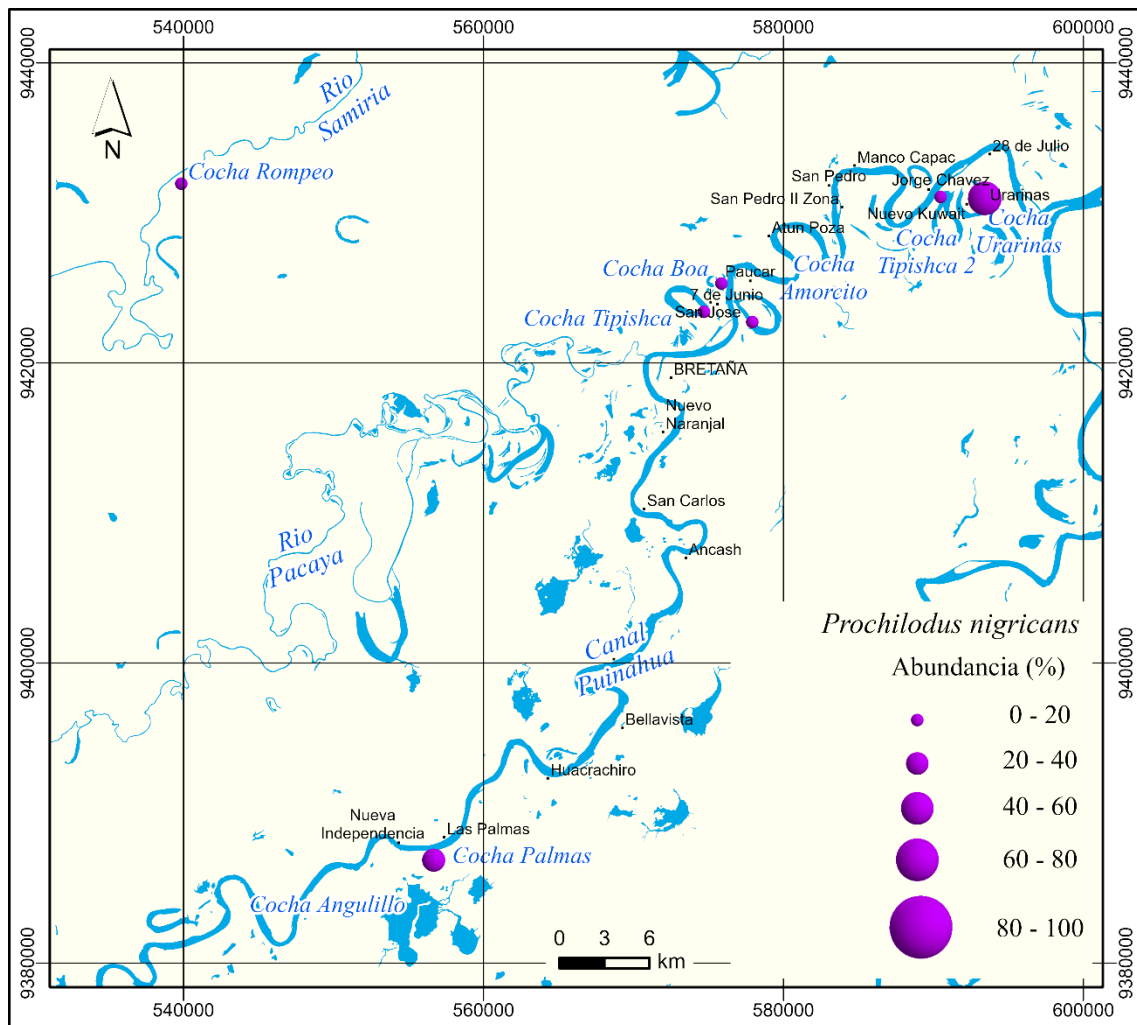 540000
560000
580000
600000
9440000
9440000
Rio
Samiria
N
Cocha Rompeo
28 de Julio
Manco Capac
San Pedro
Jorge Chavez
San Pedro II Zona
Urarinas
Nuevo Kuwait
Cocha
Urarinas
Atun Poza
Cocha
Tipishca 2
Cocha Boa
Paucar
Cocha
Amorcito
7 de Junio
San Jose
Cocha Tipishca
9420000
9420000
BRETAÑA
Nuevo
Naranjal
San Carlos
Rio
Pacaya
Ancash
Canal
Puinahua
9400000
9400000
Prochilodus nigricans
Abundancia (%)
0 - 20
20 - 40
40 - 60
60 - 80
80 - 100
Bellavista
Huacrachiro
Nueva
Independencia
Las Palmas
Cocha Palmas
Cocha Angulillo
0 3 6
km
9380000
9380000
540000
560000
580000
600000